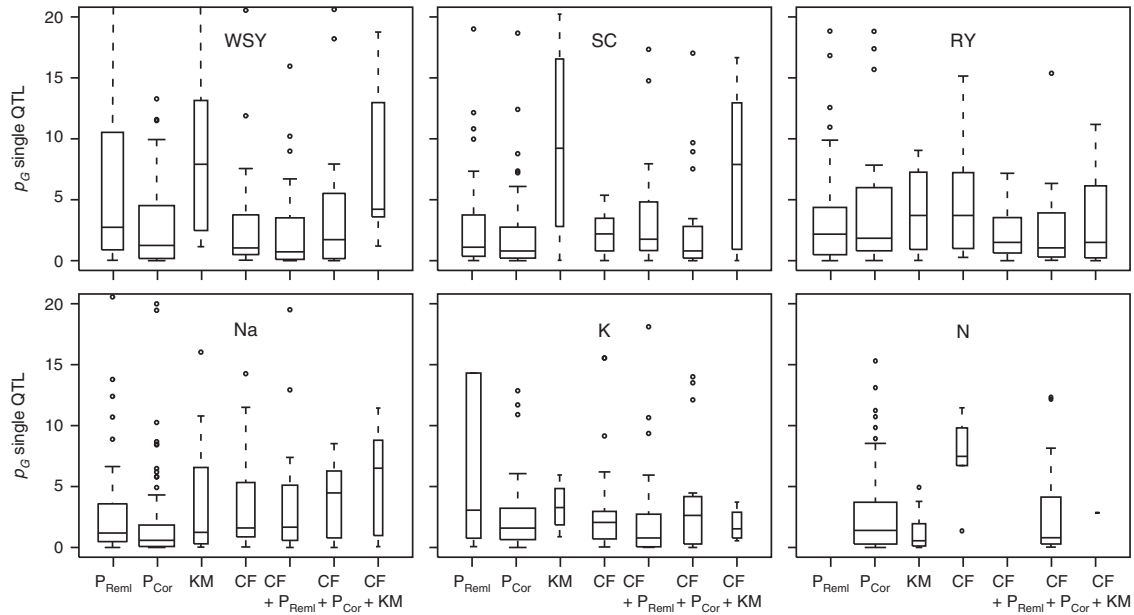 WSY
SC
RY
20
15
10
5
0
p_G single QTL
Na
K
N
20
15
10
5
0
p_G single QTL
P_Reml P_Cor KM CF CF CF CF
+ P_Reml + P_Cor + KM
P_Reml P_Cor KM CF CF CF CF
+ P_Reml + P_Cor + KM
P_Reml P_Cor KM CF CF CF CF
+ P_Reml + P_Cor + KM